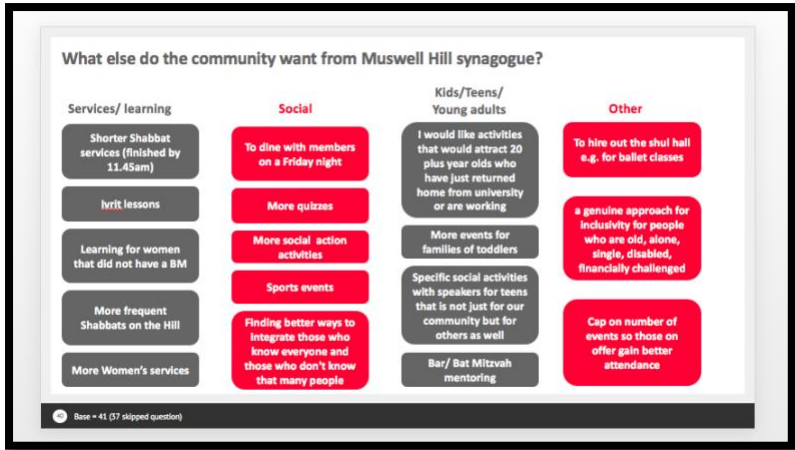 What else do the community want from Muswell Hill synagogue?
Services/ learning
Shorter Shabbat
services (finished by
11.45am)
Ivrit lessons
Learning for women
that did not have a BM
More frequent
Shabbats on the Hill
More Women's services
Social
To dine with members
on a Friday night
More quizzes
More social action
activities
Sports events
Finding better ways to
integrate those who
know everyone and
those who don't know
that many people
Kids/Teens/
Young adults
I would like activities
that would attract 20
plus year olds who
have just returned
home from university
or are working
More events for
families of toddlers
Specific social activities
with speakers for teens
that is not just for our
community but for
others as well
Bar/ Bat Mitzvah
mentoring
Other
To hire out the shul hall
e.g. for ballet classes
a genuine approach for
inclusivity for people
who are old, alone,
single, disabled,
financially challenged
Cap on number of
events so those on
offer gain better
attendance
40 Base = 41 (37 skipped question)